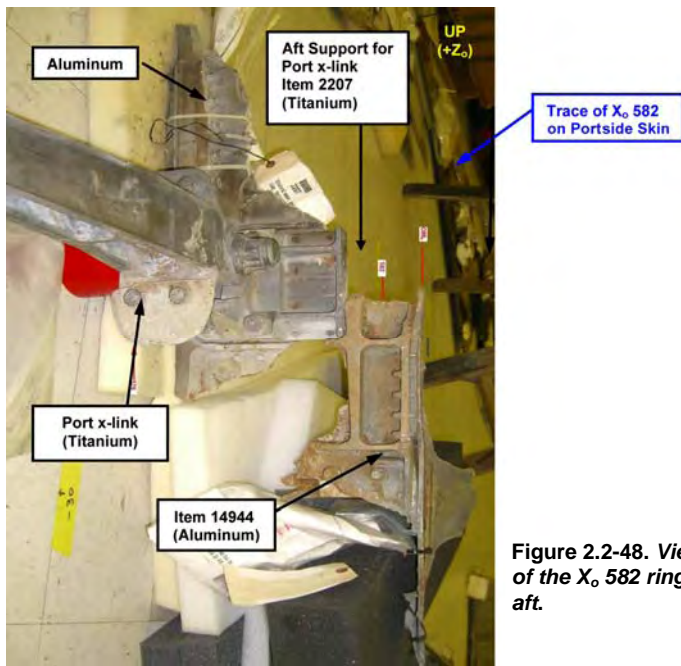 Aluminum
Aft Support for
Port x-link
Item 2207
(Titanium)
UP
(+Zₒ)
Trace of Xₒ 582
on Portside Skin
Port x-link
(Titanium)
Item 14944
(Aluminum)
Figure 2.2-48. Vie
of the Xₒ 582 ring
aft.